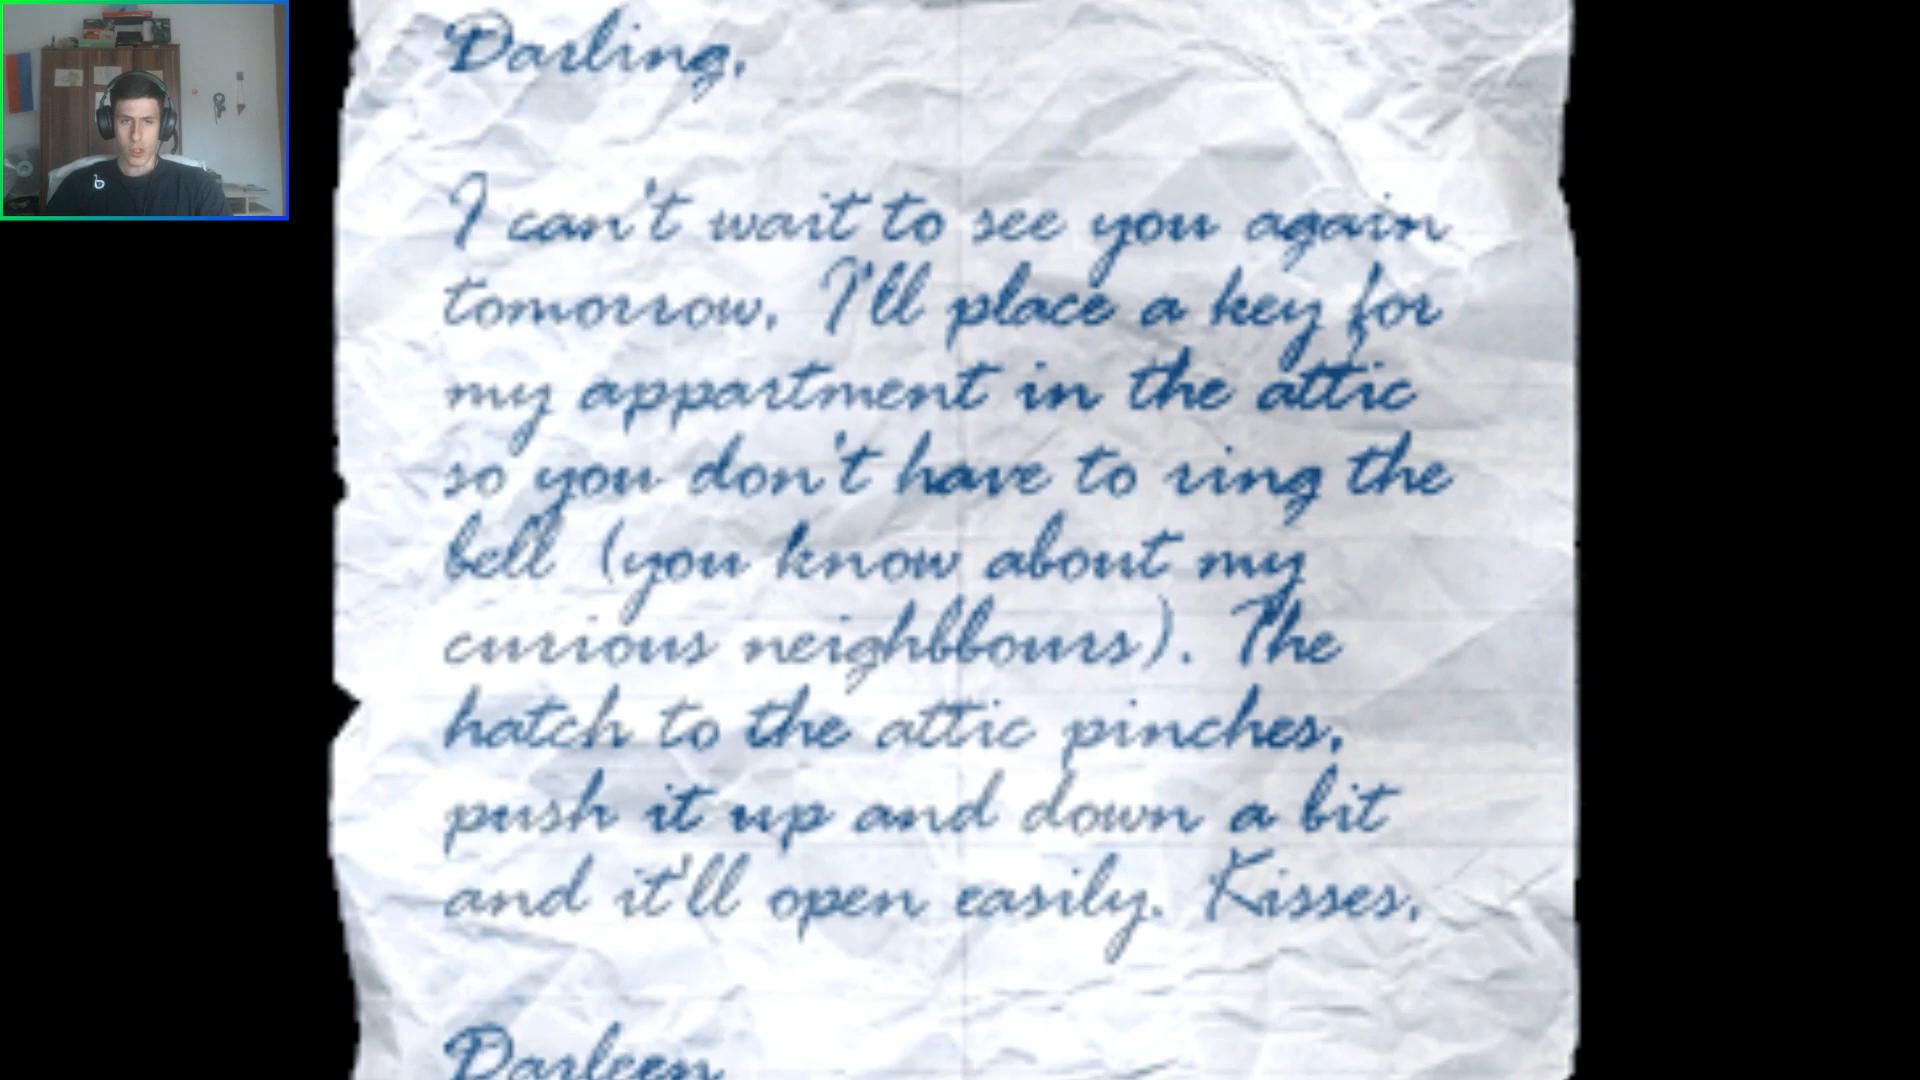 Darling,
I can't wait to see you again
tomorrow. I'll place a key for
my appartment in the attic
so you don't have to ring the
bell (you know about my
curious neighbbours). The
hatch to the attic pinches,
push it up and down a bit
and it'll open easily. Kisses,
Darleen